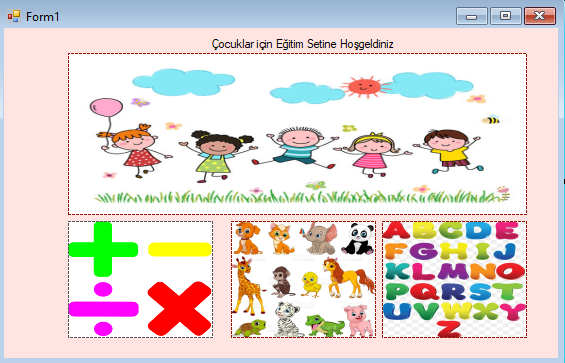 Form1
Çocuklar için Eğitim Setine Hoşgeldiniz
A B C D E
F G H I J
K L M N O
P Q R S T
U V W X Y
Z